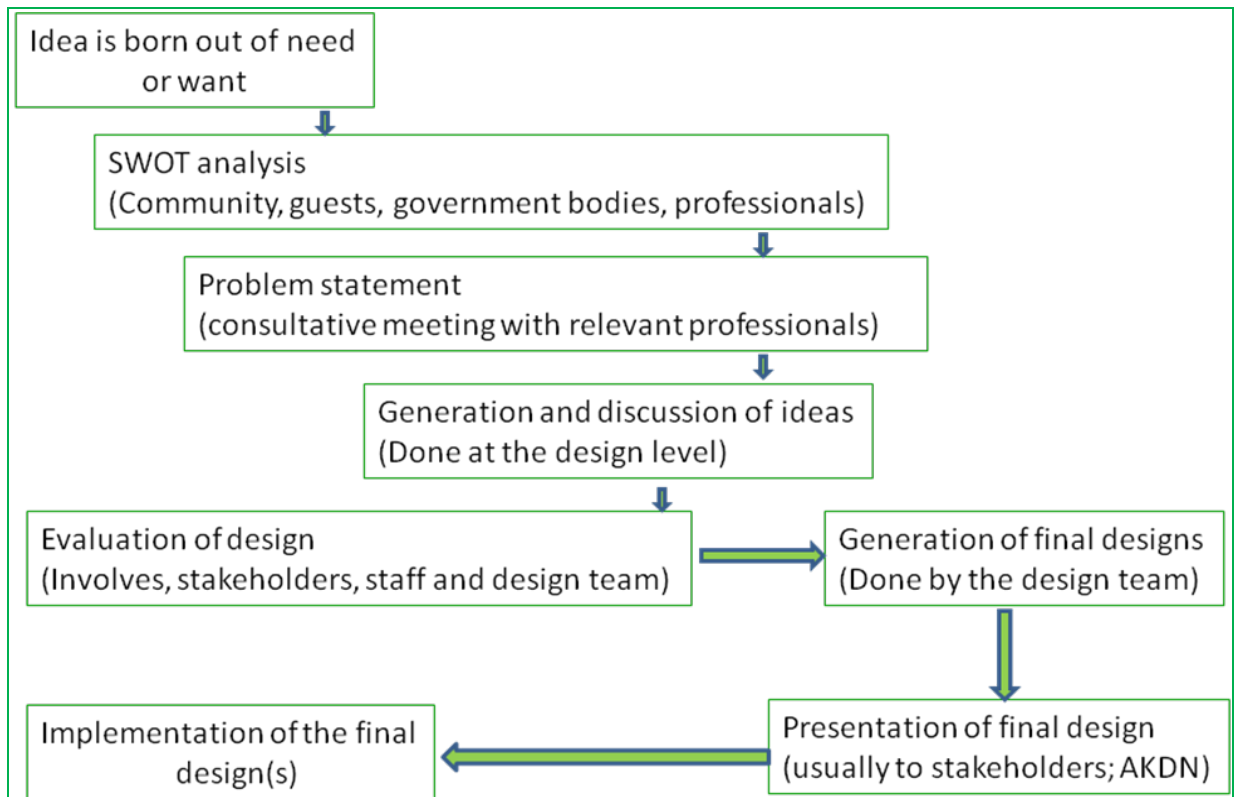 Idea is born out of need
or want
SWOT analysis
(Community, guests, government bodies, professionals)
Problem statement
(consultative meeting with relevant professionals)
Generation and discussion of ideas
(Done at the design level)
Evaluation of design
(Involves, stakeholders, staff and design team)
Generation of final designs
(Done by the design team)
Presentation of final design
(usually to stakeholders; AKDN)
Implementation of the final
design(s)